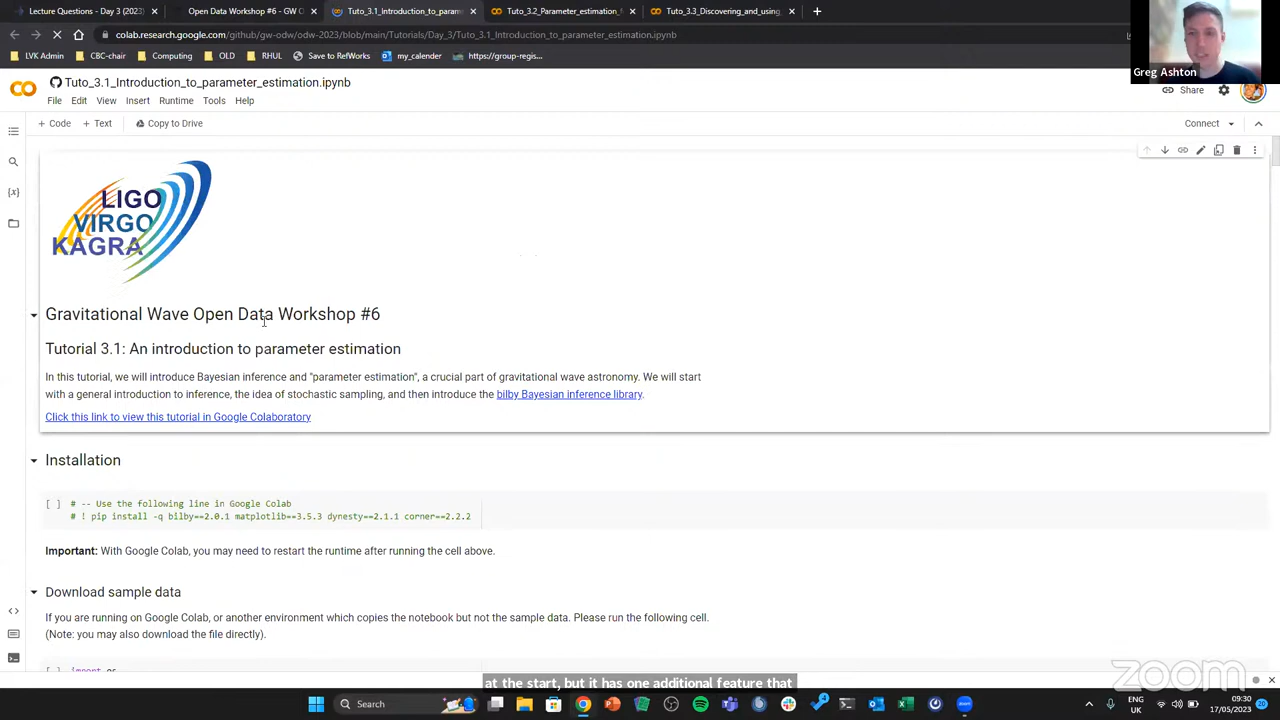 Lecture Questions - Day 3 (2023)
Open Data Workshop #6 - GW O
Tuto_3.1_Introduction_to_parame
Tuto_3.2_Parameter_estimation_f
Tuto_3.3_Discovering_and_using_
colab.research.google.com/github/gw-odw/odw-2023/blob/main/Tutorials/Day_3/Tuto_3.1_Introduction_to_parameter_estimation.ipynb
LVK Admin
CBC-chair
Computing
OLD
RHUL
Save to RefWorks
my_calender
https://group-regis...
Greg Ashton
Tuto_3.1_Introduction_to_parameter_estimation.ipynb
File Edit View Insert Runtime Tools Help
Share
+ Code + Text Copy to Drive
Connect
LIGO
VIRGO
KAGRA
Gravitational Wave Open Data Workshop #6
Tutorial 3.1: An introduction to parameter estimation
In this tutorial, we will introduce Bayesian inference and "parameter estimation", a crucial part of gravitational wave astronomy. We will start
with a general introduction to inference, the idea of stochastic sampling, and then introduce the bilby Bayesian inference library.
Click this link to view this tutorial in Google Colaboratory
Installation
[ ] # -- Use the following line in Google Colab
# ! pip install -q bilby==2.0.1 matplotlib==3.5.3 dynesty==2.1.1 corner==2.2.2
Important: With Google Colab, you may need to restart the runtime after running the cell above.
Download sample data
If you are running on Google Colab, or another environment which copies the notebook but not the sample data. Please run the following cell.
(Note: you may also download the file directly).
[ ] import os
at the start, but it has one additional feature that
zoom
Search
ENG
UK
09:30
17/05/2023
20